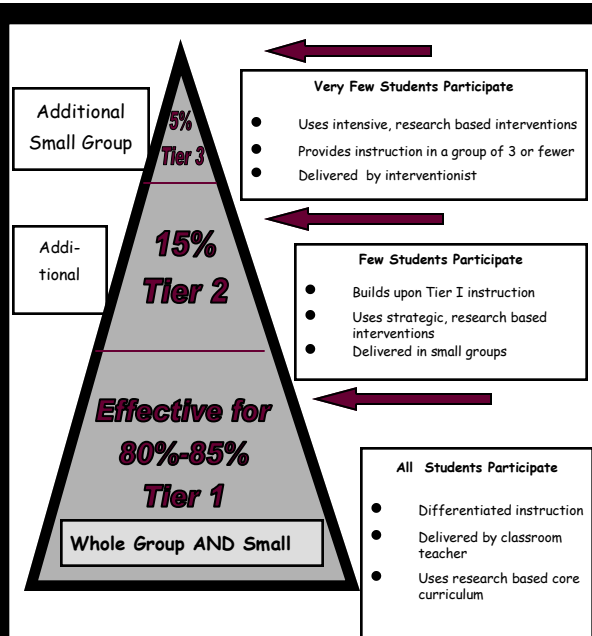 Very Few Students Participate
Uses intensive, research based interventions
Provides instruction in a group of 3 or fewer
Delivered by interventionist
Additional
Small Group
5%
Tier 3
Addi-
tional
15%
Tier 2
Few Students Participate
Builds upon Tier I instruction
Uses strategic, research based
interventions
Delivered in small groups
Effective for
80%-85%
Tier 1
Whole Group AND Small
All Students Participate
Differentiated instruction
Delivered by classroom
teacher
Uses research based core
curriculum